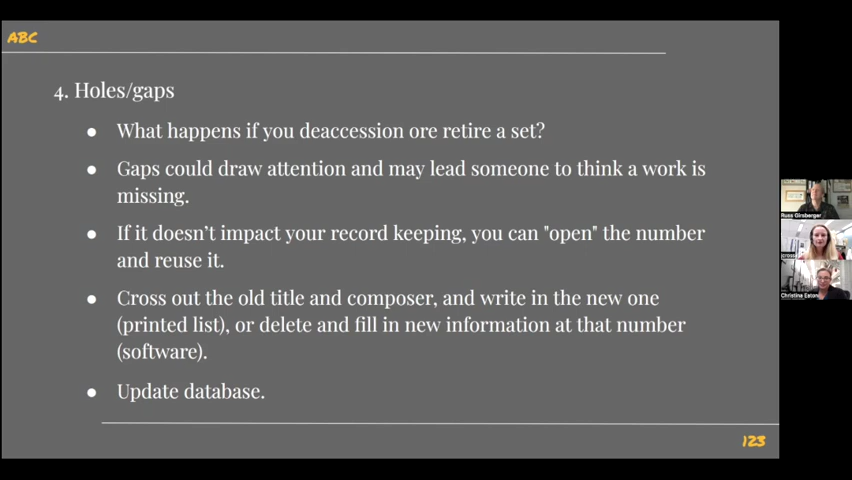 ABC
4. Holes/gaps
● What happens if you deaccession ore retire a set?
● Gaps could draw attention and may lead someone to think a work is
missing.
● If it doesn't impact your record keeping, you can "open" the number
and reuse it.
● Cross out the old title and composer, and write in the new one
(printed list), or delete and fill in new information at that number
(software).
● Update database.
123
Russ Girsberger
Christina Eaton